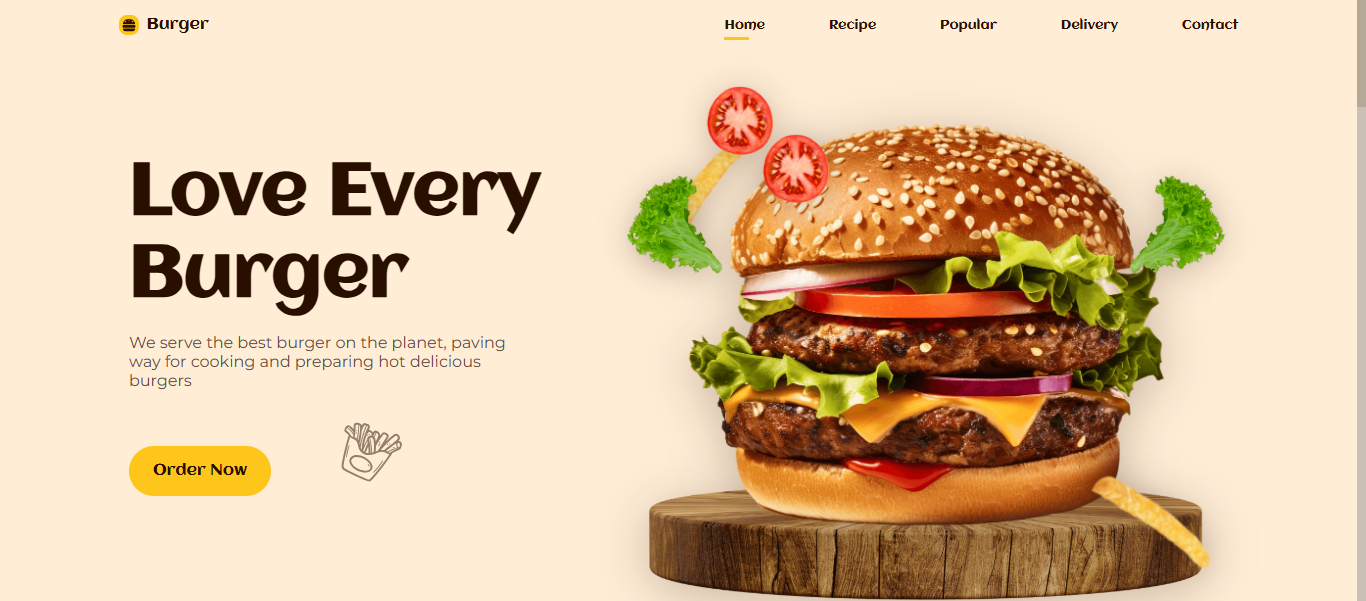 Burger
Home
Recipe
Popular
Delivery
Contact
Love Every
Burger
We serve the best burger on the planet, paving
way for cooking and preparing hot delicious
burgers
Order Now